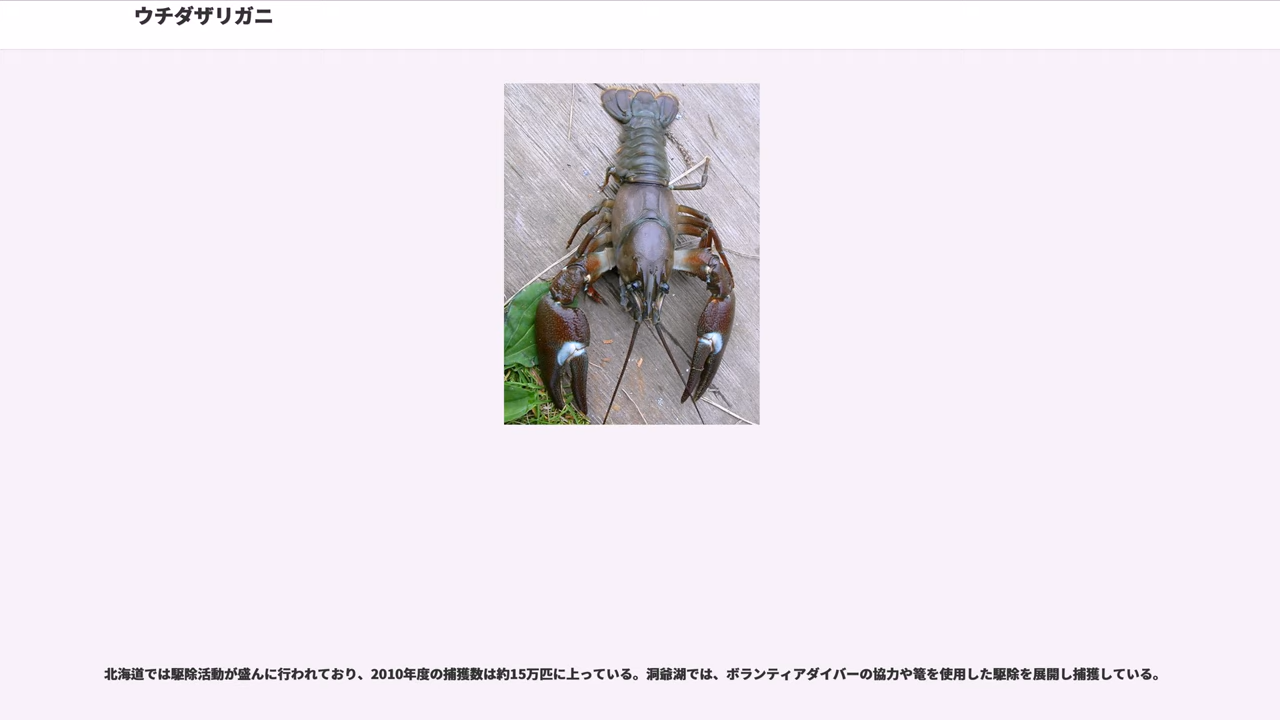 ウチダザリガニ
北海道では駆除活動が盛んに行われており、2010年度の捕獲数は約15万匹に上っている。洞爺湖では、ボランティアダイバーの協力や篭を使用した駆除を展開し捕獲している。